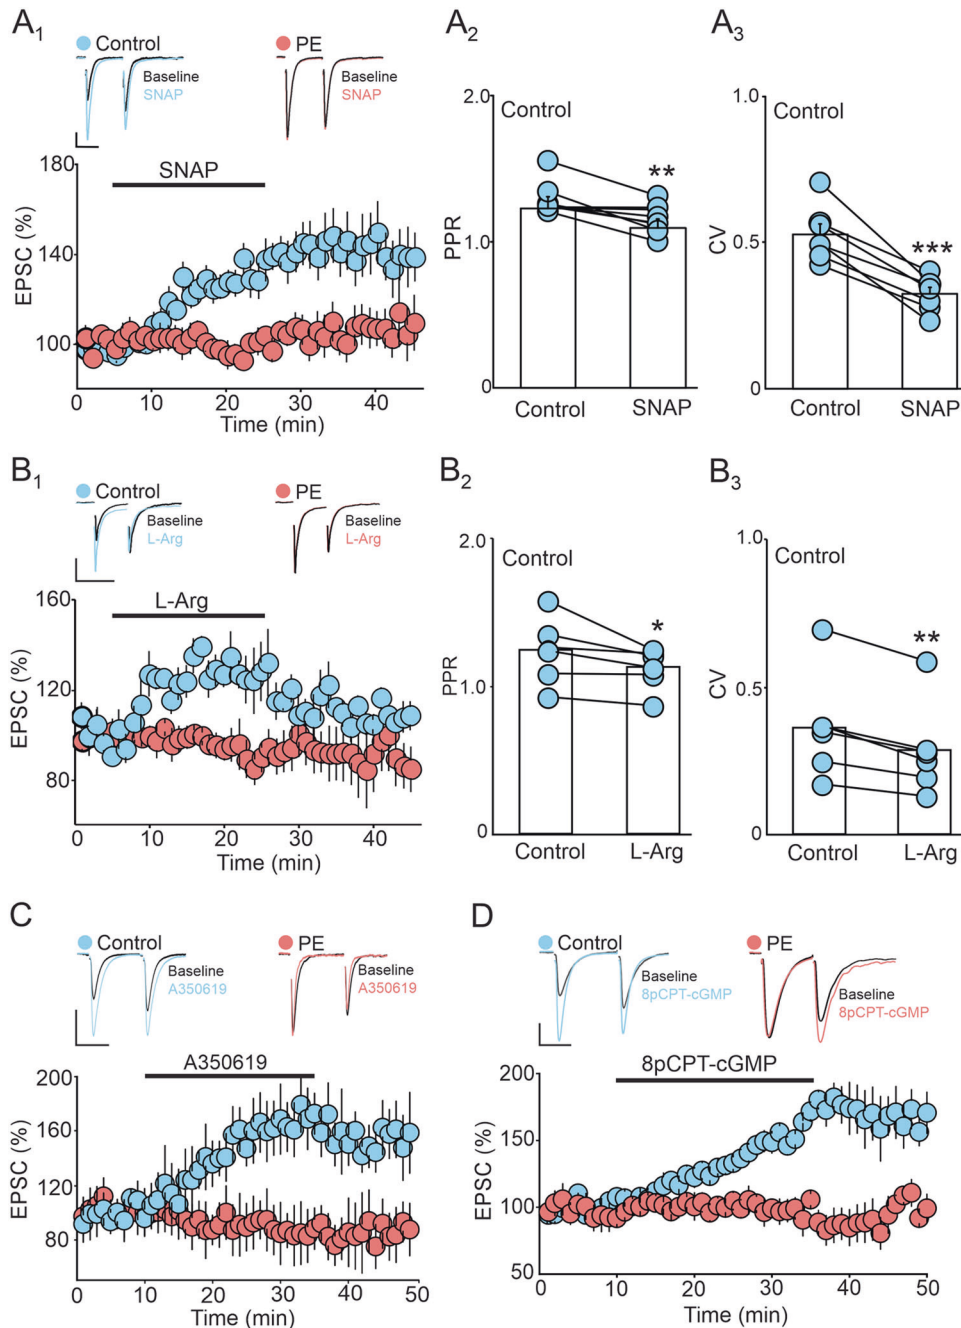 A1
Control
PE
Baseline
SNAP
Baseline
SNAP
SNAP
180
140
100
EPSC (%)
0 10 20 30 40
Time (min)
A2
2.0
Control
**
1.0
PPR
0
Control SNAP
A3
1.0
Control
0.5
***
CV
0
Control SNAP
B1
Control
PE
Baseline
L-Arg
Baseline
L-Arg
L-Arg
160
120
80
EPSC (%)
0 10 20 30 40
Time (min)
B2
2.0
Control
*
1.0
PPR
0
Control L-Arg
B3
1.0
Control
**
0.5
CV
0
Control L-Arg
C
Control
PE
Baseline
A350619
Baseline
A350619
A350619
200
160
120
80
EPSC (%)
0 10 20 30 40 50
Time (min)
D
Control
PE
Baseline
8pCPT-cGMP
Baseline
8pCPT-cGMP
8pCPT-cGMP
200
150
100
50
EPSC (%)
0 10 20 30 40 50
Time (min)